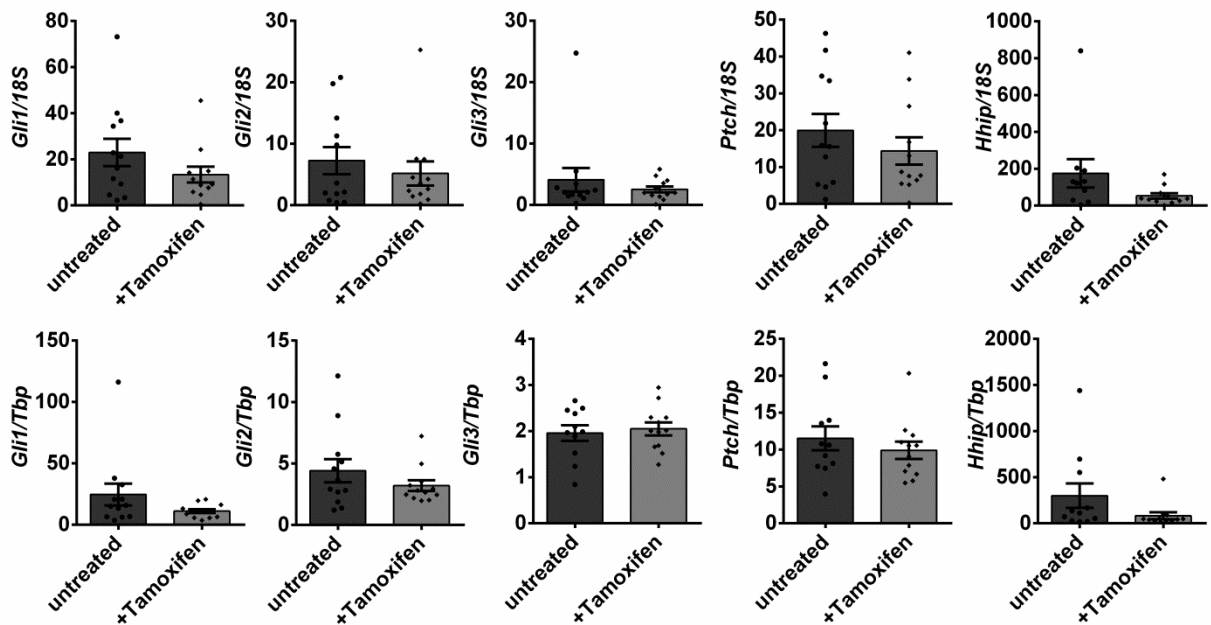 Gli1/18S
80
60
40
20
0
untreated
+Tamoxifen
Gli2/18S
30
20
10
0
untreated
+Tamoxifen
Gli3/18S
30
20
10
0
untreated
+Tamoxifen
Ptch/18S
50
40
30
20
10
0
untreated
+Tamoxifen
Hhip/18S
1000
800
600
400
200
0
untreated
+Tamoxifen
Gli1/Tbp
150
100
50
0
untreated
+Tamoxifen
Gli2/Tbp
15
10
5
0
untreated
+Tamoxifen
Gli3/Tbp
4
3
2
1
0
untreated
+Tamoxifen
Ptch/Tbp
25
20
15
10
5
0
untreated
+Tamoxifen
Hhip/Tbp
2000
1500
1000
500
0
untreated
+Tamoxifen